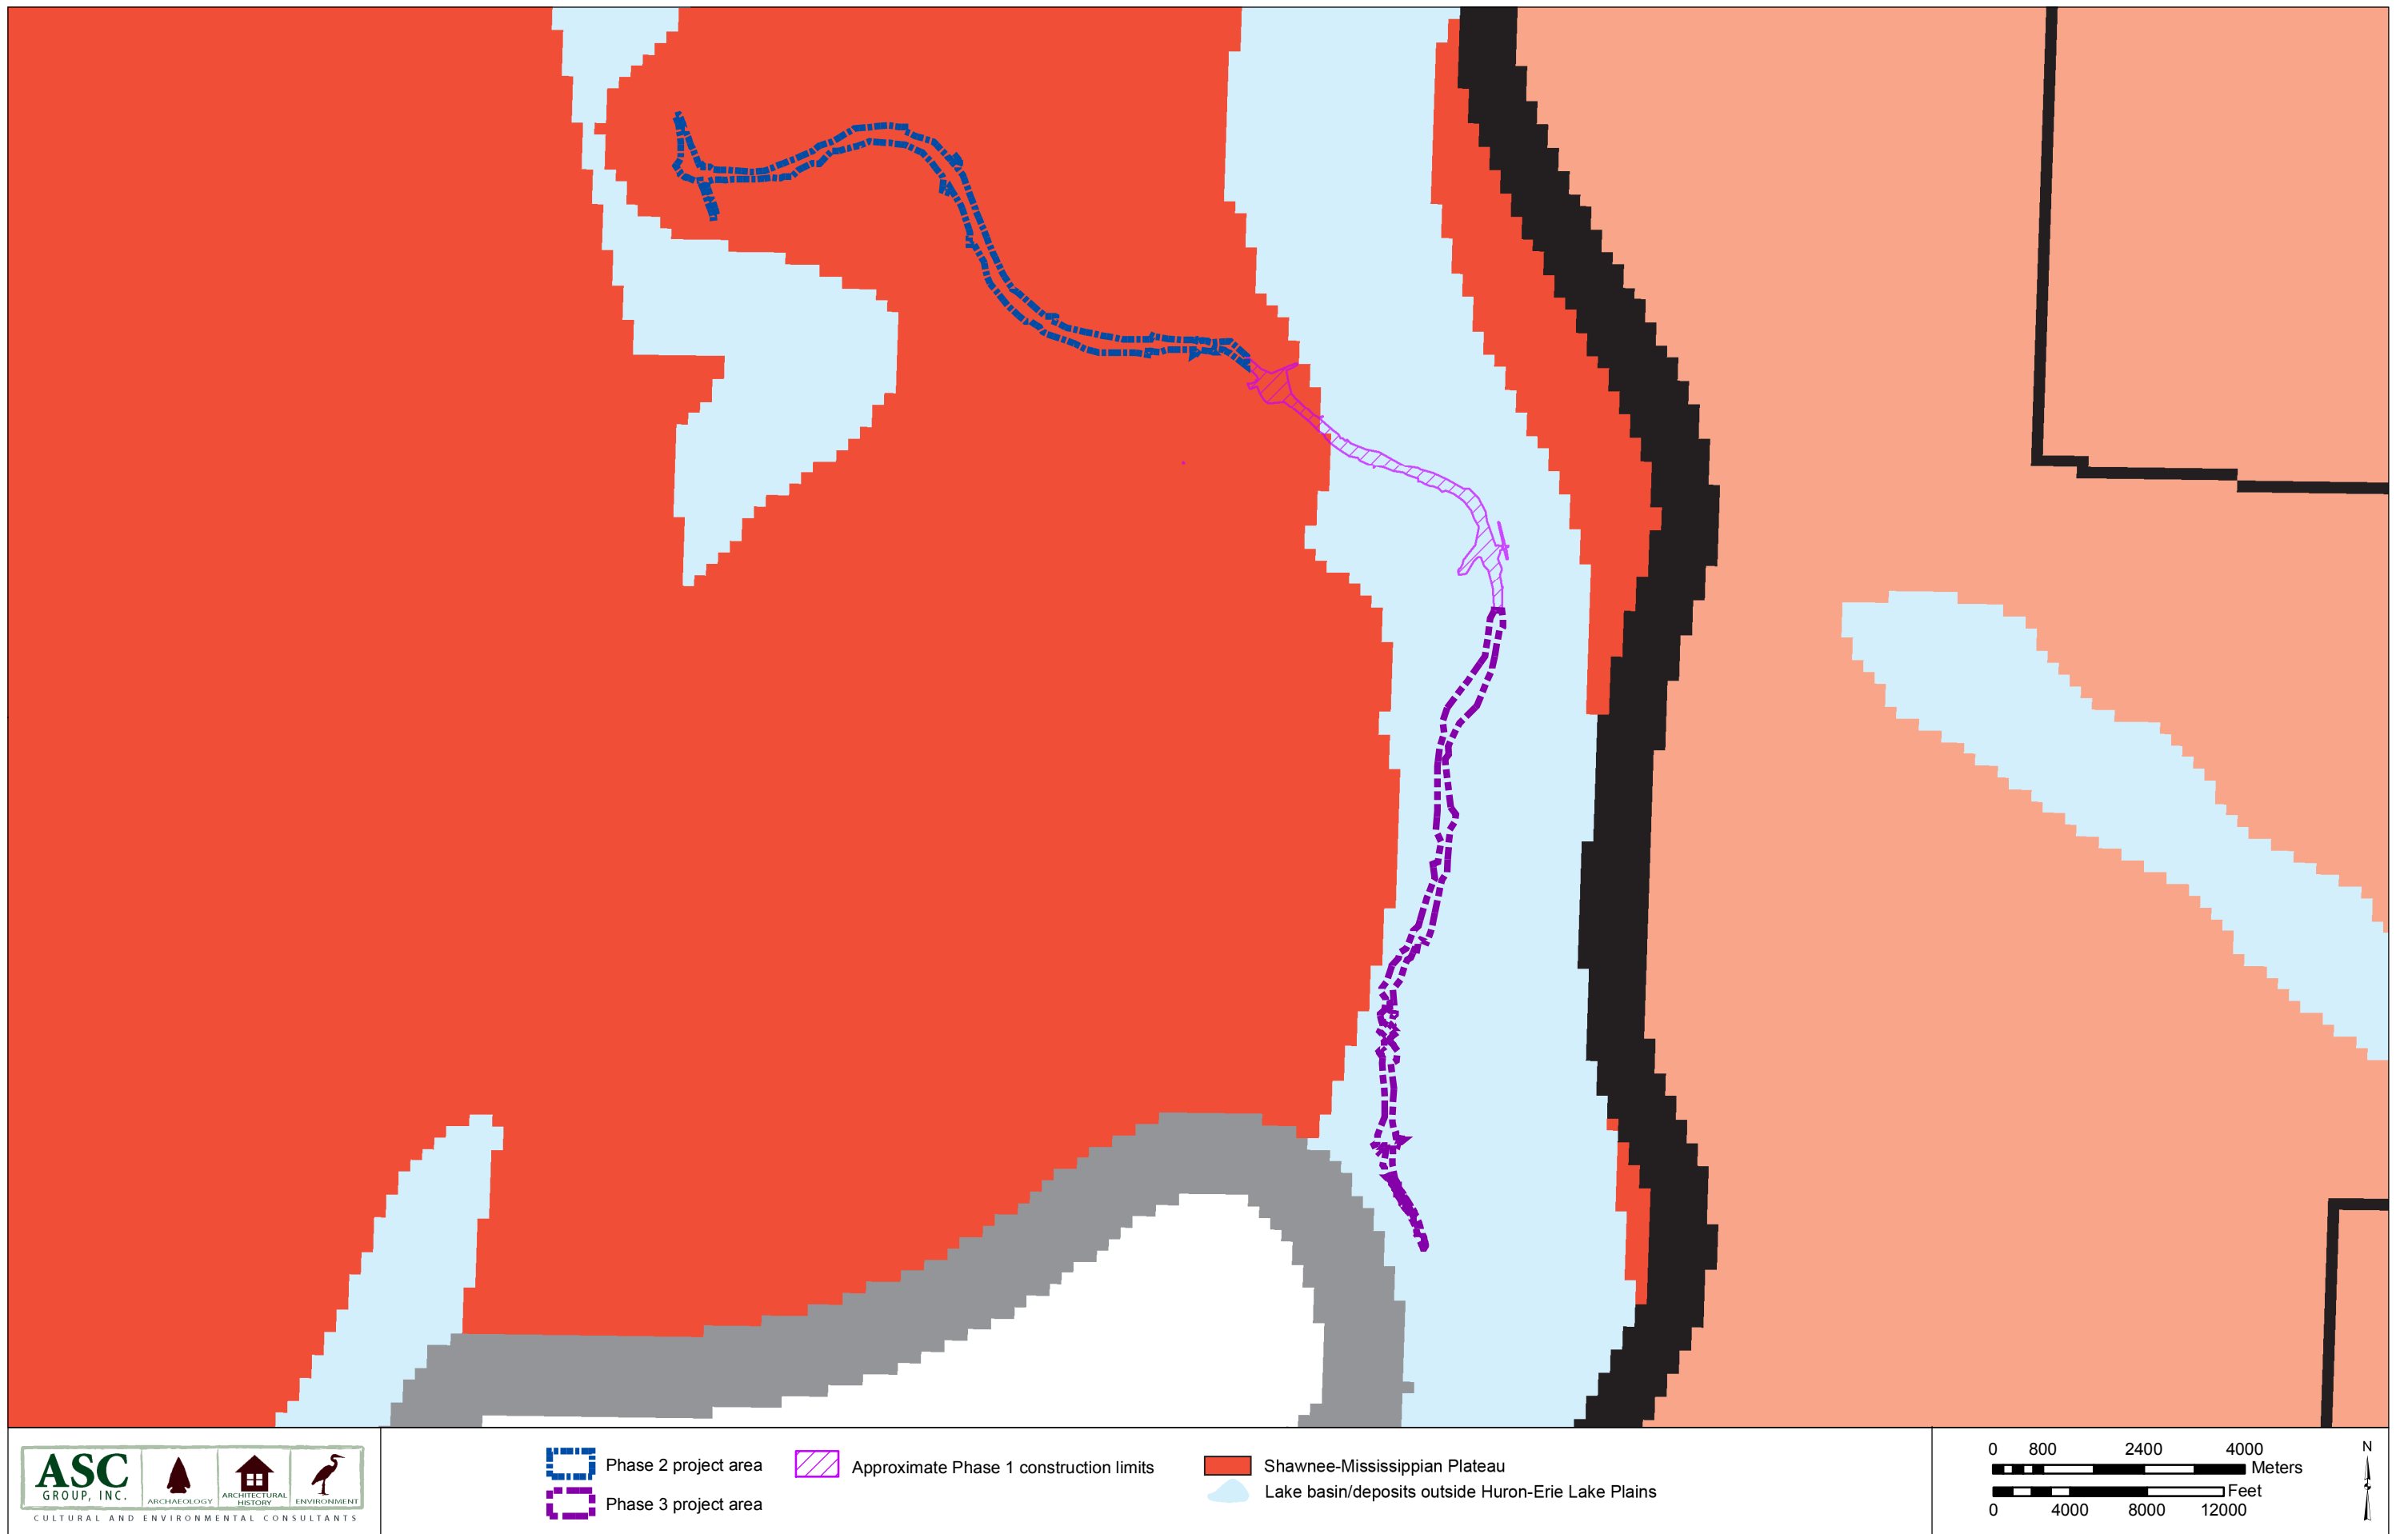 ASC
GROUP, INC.
ARCHAEOLOGY
ARCHITECTURAL
HISTORY
ENVIRONMENT
CULTURAL AND ENVIRONMENTAL CONSULTANTS
Phase 2 project area
Phase 3 project area
Approximate Phase 1 construction limits
Shawnee-Mississippian Plateau
Lake basin/deposits outside Huron-Erie Lake Plains
0 800 2400 4000
Meters
Feet
0 4000 8000 12000
N